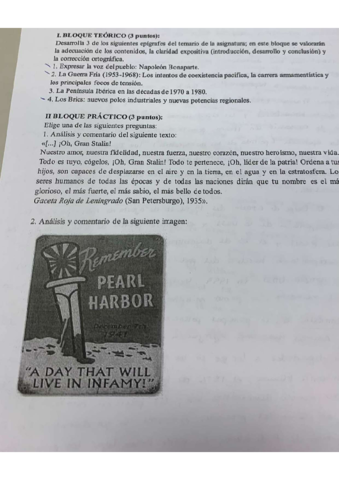 I. BLOQUE TEÓRICO (3 puntos):
Desarrolla 3 de los siguientes epígrafes del temario de la asignatura; en este bloque se valorarán
la adecuación de los contenidos, la claridad expositiva (introducción, desarrollo y conclusión) y
la corrección ortográfica.
1. Expresar la voz del pueblo: Napoleón Bonaparte.
2. La Guerra Fría (1953-1968): Los intentos de coexistencia pacífica, la carrera armamentística y
los principales focos de tensión.
3. La Península Ibérica en las décadas de 1970 a 1980.
4. Los Brics: nuevos polos industriales y nuevas potencias regionales.
II BLOQUE PRÁCTICO (3 puntos):
Elige una de las siguientes preguntas:
1. Análisis y comentario del siguiente texto:
«[...] ¡Oh, Gran Stalin!
Nuestro amor, nuestra fidelidad, nuestra fuerza, nuestro corazón, nuestro heroísmo, nuestra vida.
Todo es tuyo, cógelos, ¡Oh, Gran Stalin! Todo te pertenece, ¡Oh, líder de la patria! Ordena a tus
hijos, son capaces de desplazarse en el aire y en la tierra, en el agua y en la estratosfera. Los
seres humanos de todas las épocas y de todas las naciones dirán que tu nombre es el más
glorioso, el más fuerte, el más sabio, el más bello de todos.
Gaceta Roja de Leningrado (San Petersburgo), 1935».
2. Análisis y comentario de la siguiente imagen:
Remember
PEARL
HARBOR
1941
"A DAY THAT WILL
LIVE IN INFAMY!"